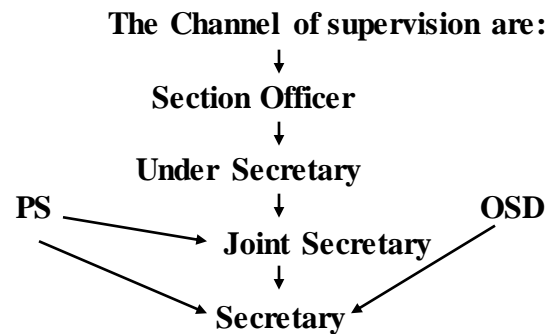 The Channel of supervision are:
Section Officer
Under Secretary
PS
OSD
Joint Secretary
Secretary